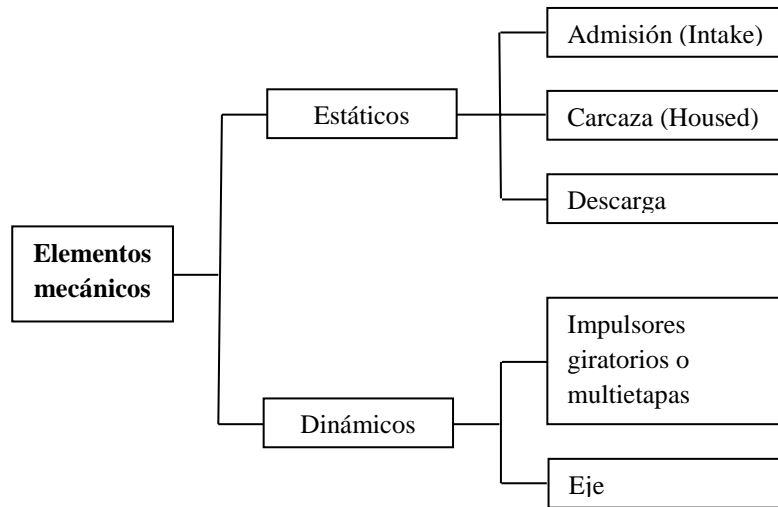 Elementos
mecánicos
Estáticos
Admisión (Intake)
Carcaza (Housed)
Descarga
Dinámicos
Impulsores
giratorios o
multietapas
Eje